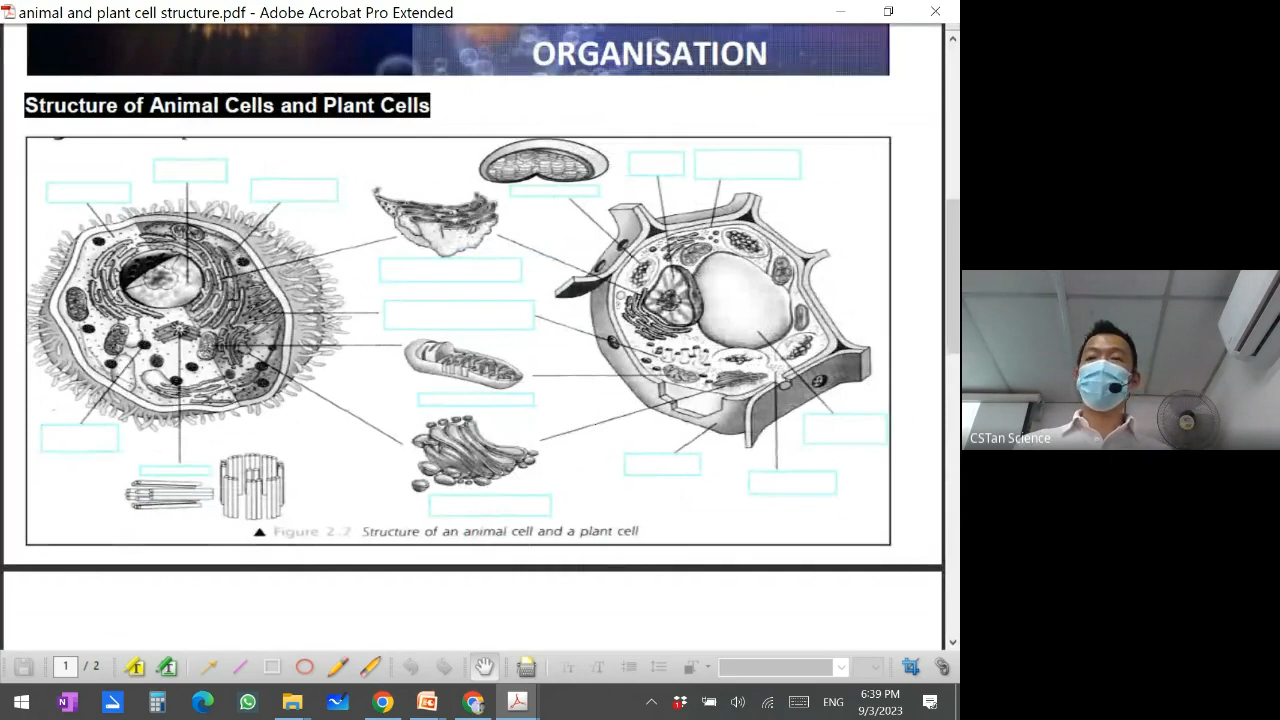 animal and plant cell structure.pdf - Adobe Acrobat Pro Extended
ORGANISATION
Structure of Animal Cells and Plant Cells
▲ Figure 2.7 Structure of an animal cell and a plant cell
CSTan Science
1 / 2
ENG
6:39 PM
9/3/2023